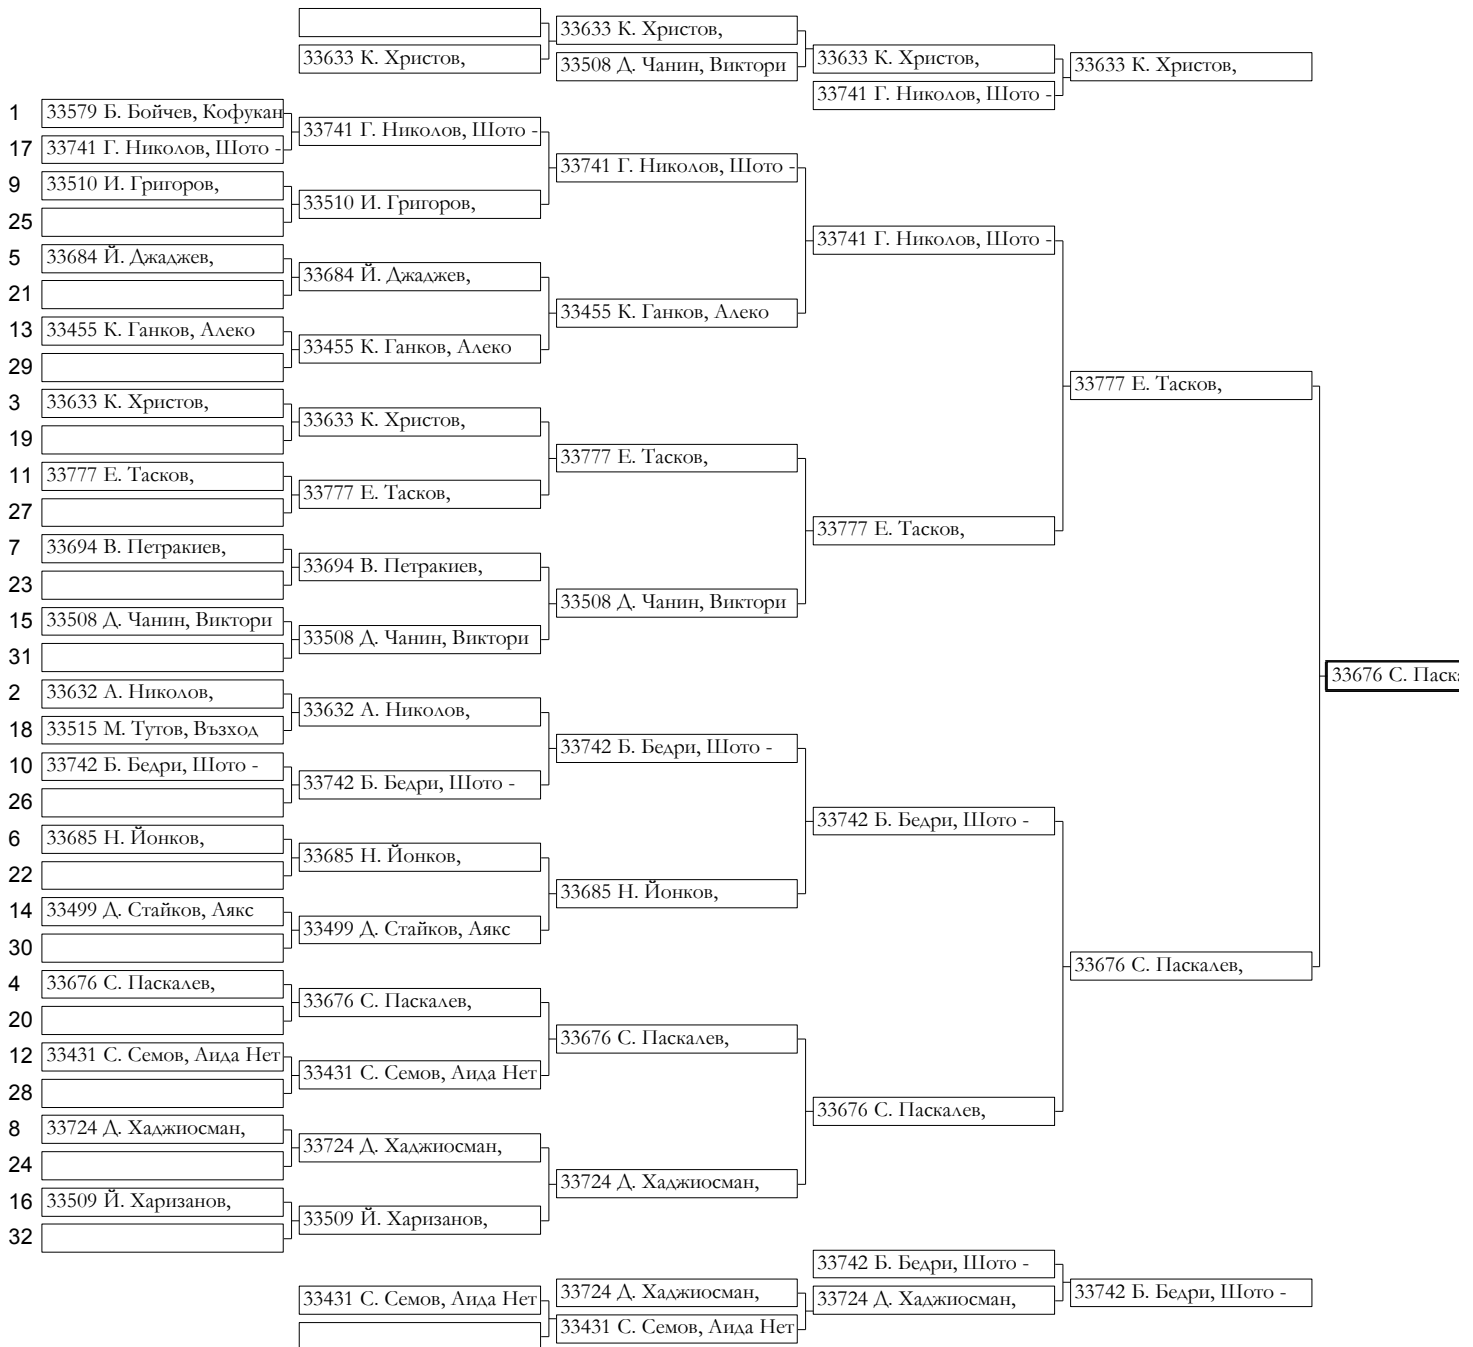 33633 К. Христов,
33633 К. Христов,
33508 Д. Чанин, Виктори
33633 К. Христов,
33741 Г. Николов, Шото -
33633 К. Христов,
1 33579 Б. Бойчев, Кофукан
17 33741 Г. Николов, Шото -
9 33510 И. Григоров,
25
5 33684 Й. Джаджев,
21
13 33455 К. Ганков, Алеко
29
3 33633 К. Христов,
19
11 33777 Е. Тасков,
27
7 33694 В. Петракиев,
23
15 33508 Д. Чанин, Виктори
31
2 33632 А. Николов,
18 33515 М. Тутов, Възход
10 33742 Б. Бедри, Шото -
26
6 33685 Н. Йонков,
22
14 33499 Д. Стайков, Аякс
30
4 33676 С. Паскалев,
20
12 33431 С. Семов, Аида Нет
28
8 33724 Д. Хаджиосман,
24
16 33509 Й. Харизанов,
32
33741 Г. Николов, Шото -
33510 И. Григоров,
33684 Й. Джаджев,
33455 К. Ганков, Алеко
33633 К. Христов,
33777 Е. Тасков,
33694 В. Петракиев,
33508 Д. Чанин, Виктори
33632 А. Николов,
33742 Б. Бедри, Шото -
33685 Н. Йонков,
33499 Д. Стайков, Аякс
33676 С. Паскалев,
33431 С. Семов, Аида Нет
33724 Д. Хаджиосман,
33509 Й. Харизанов,
33741 Г. Николов, Шото -
33455 К. Ганков, Алеко
33777 Е. Тасков,
33508 Д. Чанин, Виктори
33742 Б. Бедри, Шото -
33685 Н. Йонков,
33676 С. Паскалев,
33724 Д. Хаджиосман,
33741 Г. Николов, Шото -
33777 Е. Тасков,
33742 Б. Бедри, Шото -
33676 С. Паскалев,
33777 Е. Тасков,
33676 С. Паскалев,
33676 С. Паск
33431 С. Семов, Аида Нет
33724 Д. Хаджиосман,
33431 С. Семов, Аида Нет
33742 Б. Бедри, Шото -
33724 Д. Хаджиосман,
33742 Б. Бедри, Шото -